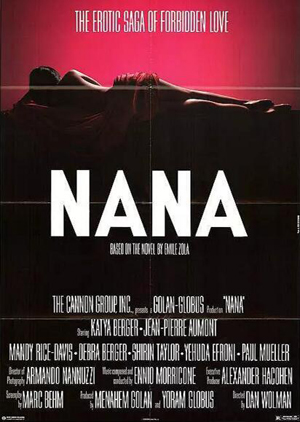 THE EROTIC SAGA OF FORBIDDEN LOVE
NANA
BASED ON THE NOVEL BY EMILE ZOLA
THE CANNON GROUP INC., presents a GOLAN-GLOBUS Production "NANA"
Starring KATYA BERGER · JEAN-PIERRE AUMONT
MANDY RICE-DAVIS · DEBRA BERGER · SHIRIN TAYLOR · YEHUDA EFRONI · PAUL MUELLER
Director of Photography ARMANDO NANNUZZI Music composed and conducted by ENNIO MORRICONE Executive Producer ALEXANDER HACOHEN
Screenplay by MARC BEHM Produced by MENAHEM GOLAN and YORAM GLOBUS Directed by DAN WOLMAN